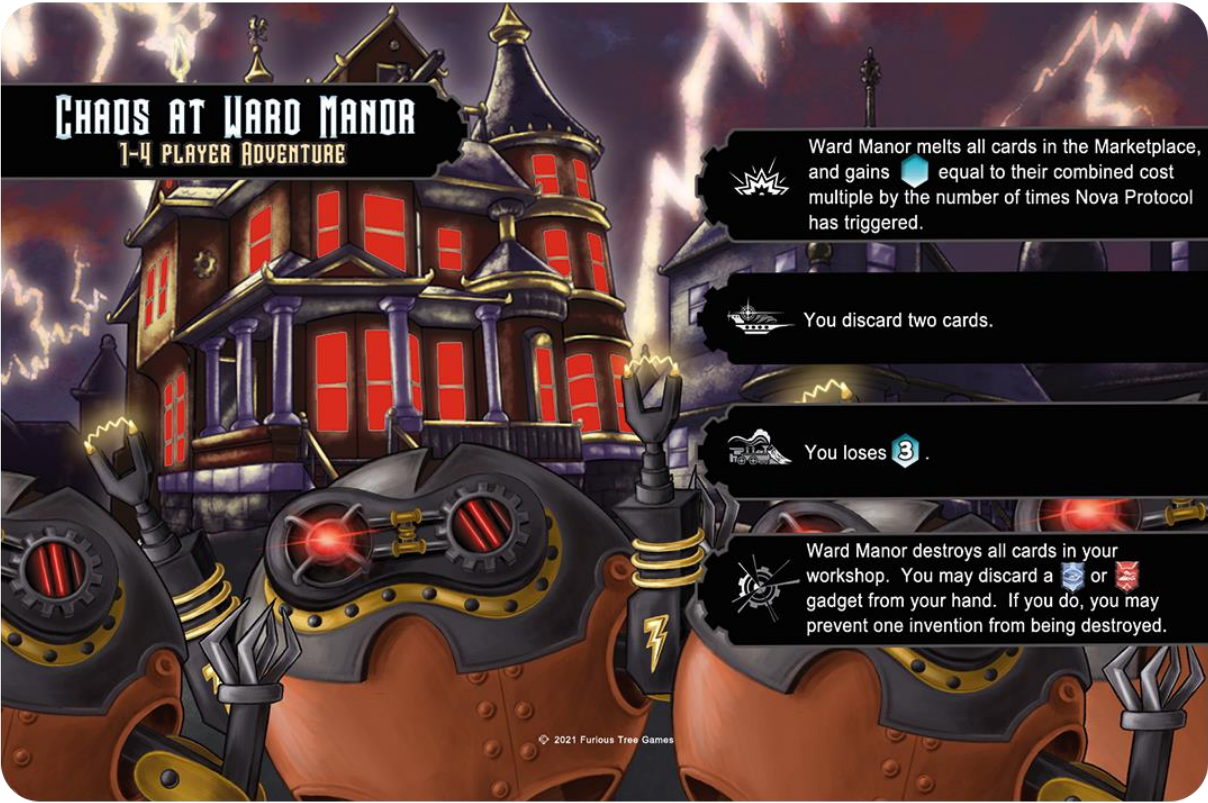 CHAOS AT WARD MANOR
1-4 PLAYER ADVENTURE
Ward Manor melts all cards in the Marketplace,
and gains equal to their combined cost
multiple by the number of times Nova Protocol
has triggered.
You discard two cards.
You loses 3 .
Ward Manor destroys all cards in your
workshop. You may discard a or
gadget from your hand. If you do, you may
prevent one invention from being destroyed.
© 2021 Furious Tree Games